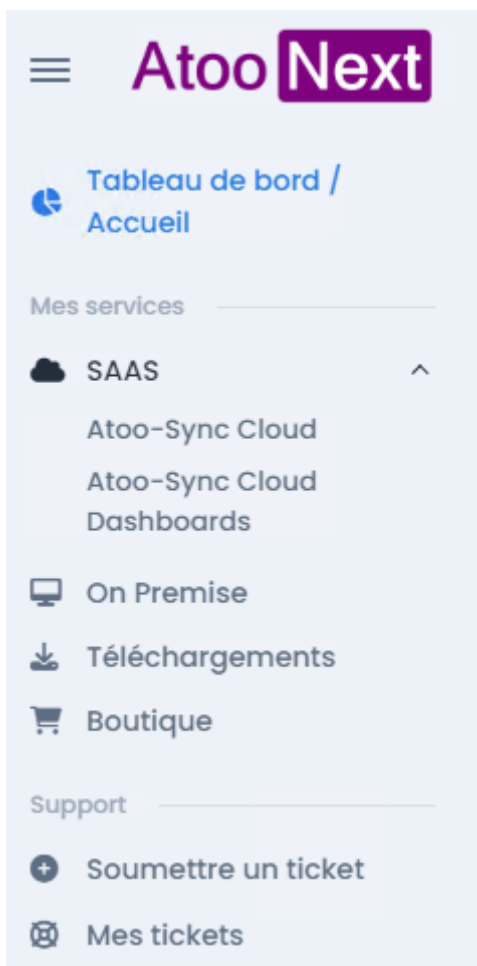 Atoo Next
Tableau de bord /
Accueil
Mes services
SAAS
Atoo-Sync Cloud
Atoo-Sync Cloud
Dashboards
On Premise
Téléchargements
Boutique
Support
Soumettre un ticket
Mes tickets